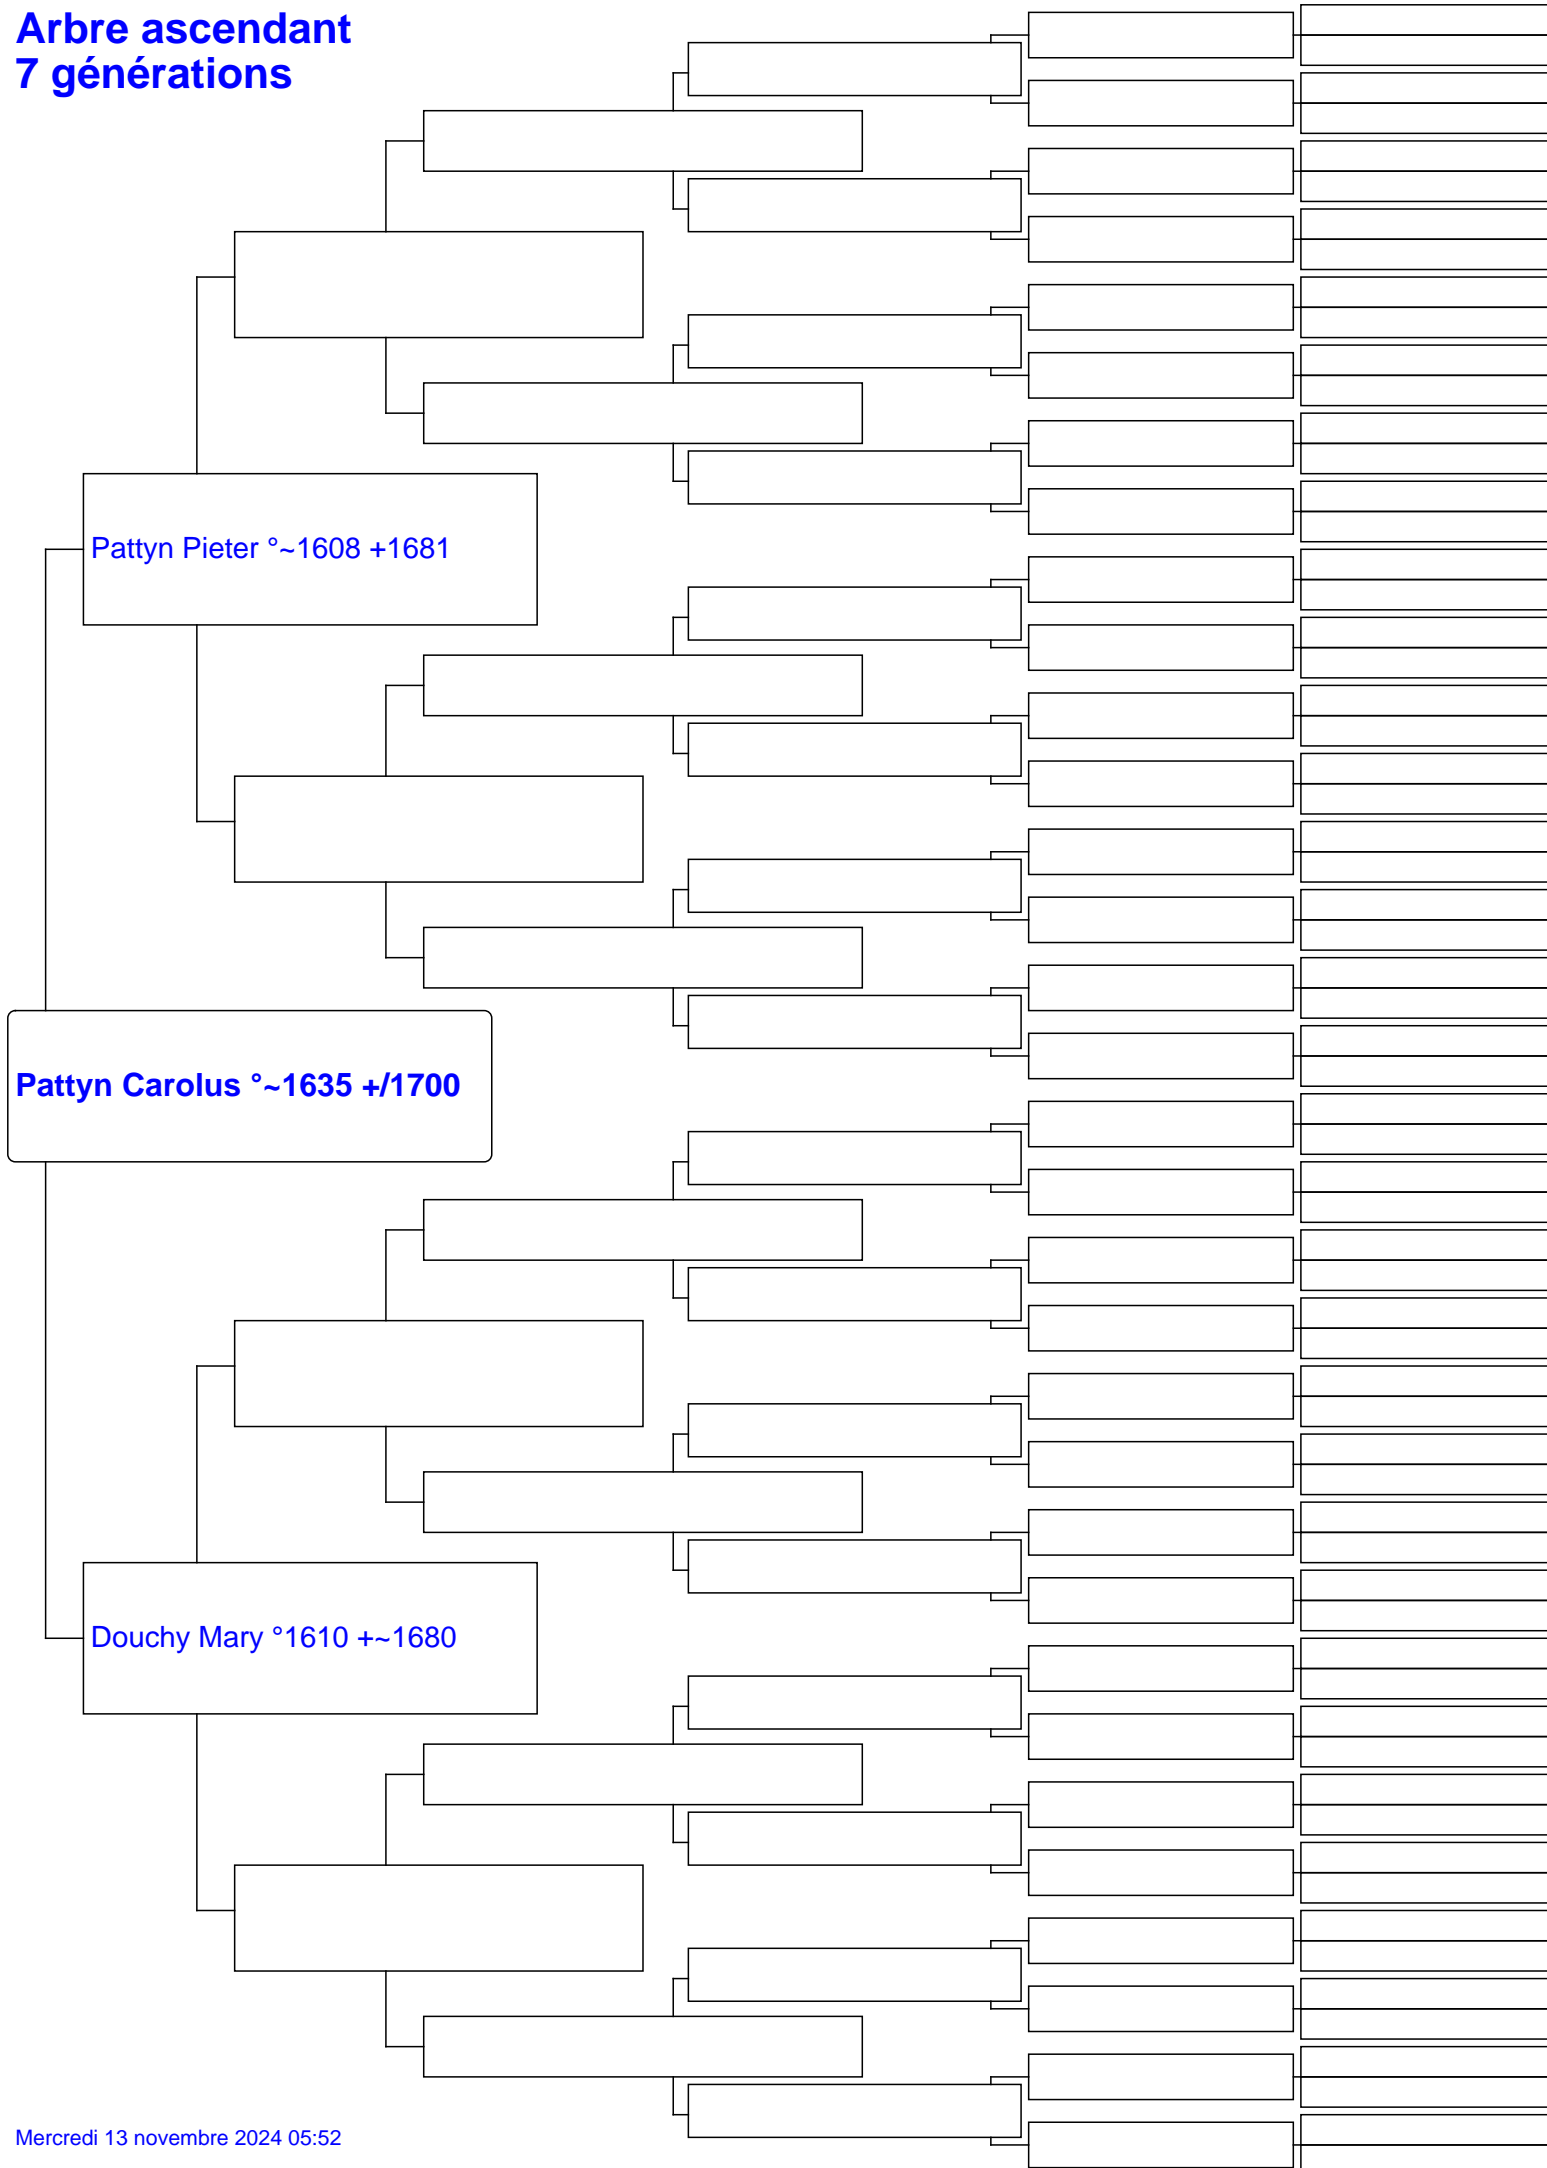 Arbre ascendant
7 générations
Pattyn Pieter °~1608 +1681
Pattyn Carolus °~1635 +/1700
Douchy Mary °1610 +~1680
Mercredi 13 novembre 2024 05:52